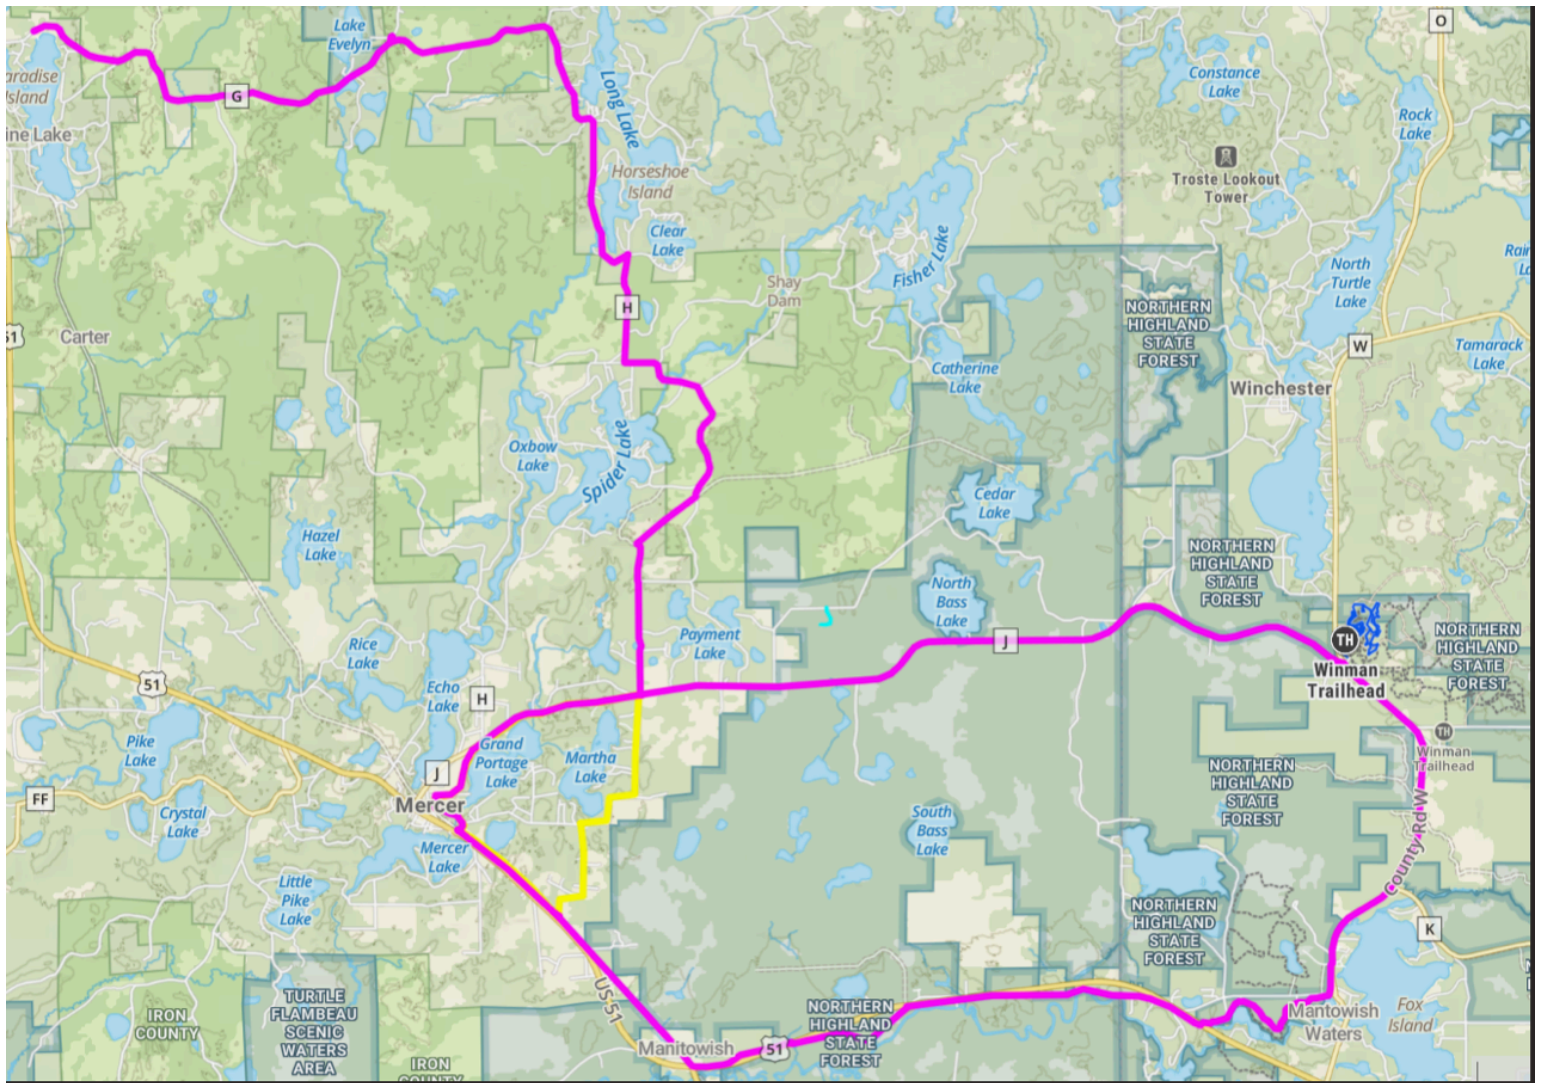 O
Lake
Evelyn
Constance
Lake
aradise
Island
G
Long Lake
Rock
Lake
ine Lake
Troste Lookout
Tower
Horseshoe
Island
Clear
Lake
Fisher Lake
North
Turtle
Lake
Shay
Dam
H
NORTHERN
HIGHLAND
STATE
FOREST
51
Carter
W
Tamarack
Lake
Catherine
Lake
Winchester
Oxbow
Lake
Spider Lake
Cedar
Lake
Hazel
Lake
NORTHERN
HIGHLAND
STATE
FOREST
North
Bass
Lake
Rice
Lake
Payment
Lake
J
TH
Winman
Trailhead
NORTHERN
HIGHLAND
STATE
FOREST
51
Echo
Lake
H
Pike
Lake
Grand
Portage
Lake
Martha
Lake
TH
Winman
Trailhead
J
FF
Mercer
NORTHERN
HIGHLAND
STATE
FOREST
Crystal
Lake
Mercer
Lake
South
Bass
Lake
County Rd W
Little
Pike
Lake
NORTHERN
HIGHLAND
STATE
FOREST
K
US 51
TURTLE
FLAMBEAU
SCENIC
WATERS
AREA
IRON
COUNTY
IRON
COUNTY
Manitowish
51
NORTHERN
HIGHLAND
STATE
FOREST
Mantowish
Waters
Fox
Island